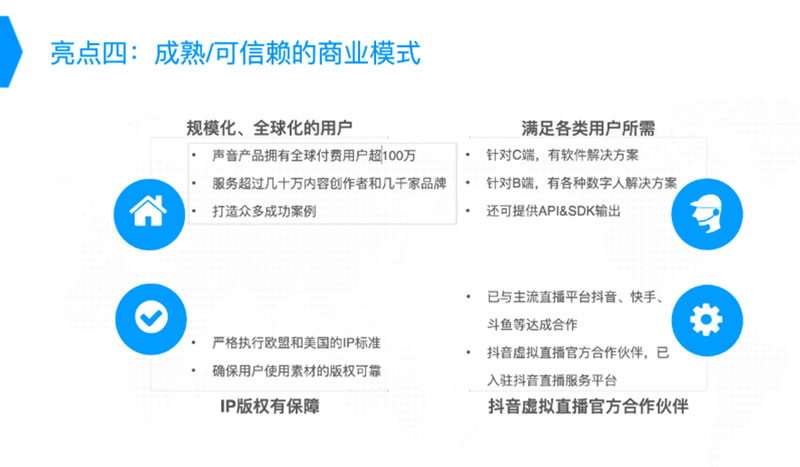 亮点四：成熟/可信赖的商业模式
规模化、全球化的用户
• 声音产品拥有全球付费用户超100万
• 服务超过几十万内容创作者和几千家品牌
• 打造众多成功案例
满足各类用户所需
• 针对C端，有软件解决方案
• 针对B端，有各种数字人解决方案
• 还可提供API&SDK输出
• 严格执行欧盟和美国的IP标准
• 确保用户使用素材的版权可靠
IP版权有保障
• 已与主流直播平台抖音、快手、
斗鱼等达成合作
• 抖音虚拟直播官方合作伙伴，已
入驻抖音直播服务平台
抖音虚拟直播官方合作伙伴